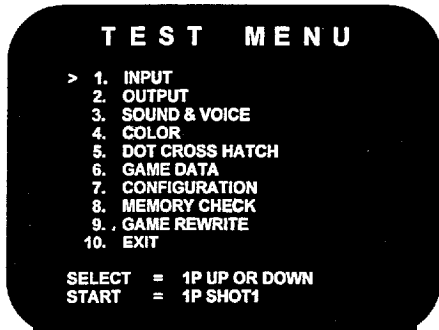 TEST MENU
> 1. INPUT
2. OUTPUT
3. SOUND & VOICE
4. COLOR
5. DOT CROSS HATCH
6. GAME DATA
7. CONFIGURATION
8. MEMORY CHECK
9. GAME REWRITE
10. EXIT
SELECT = 1P UP OR DOWN
START = 1P SHOT1